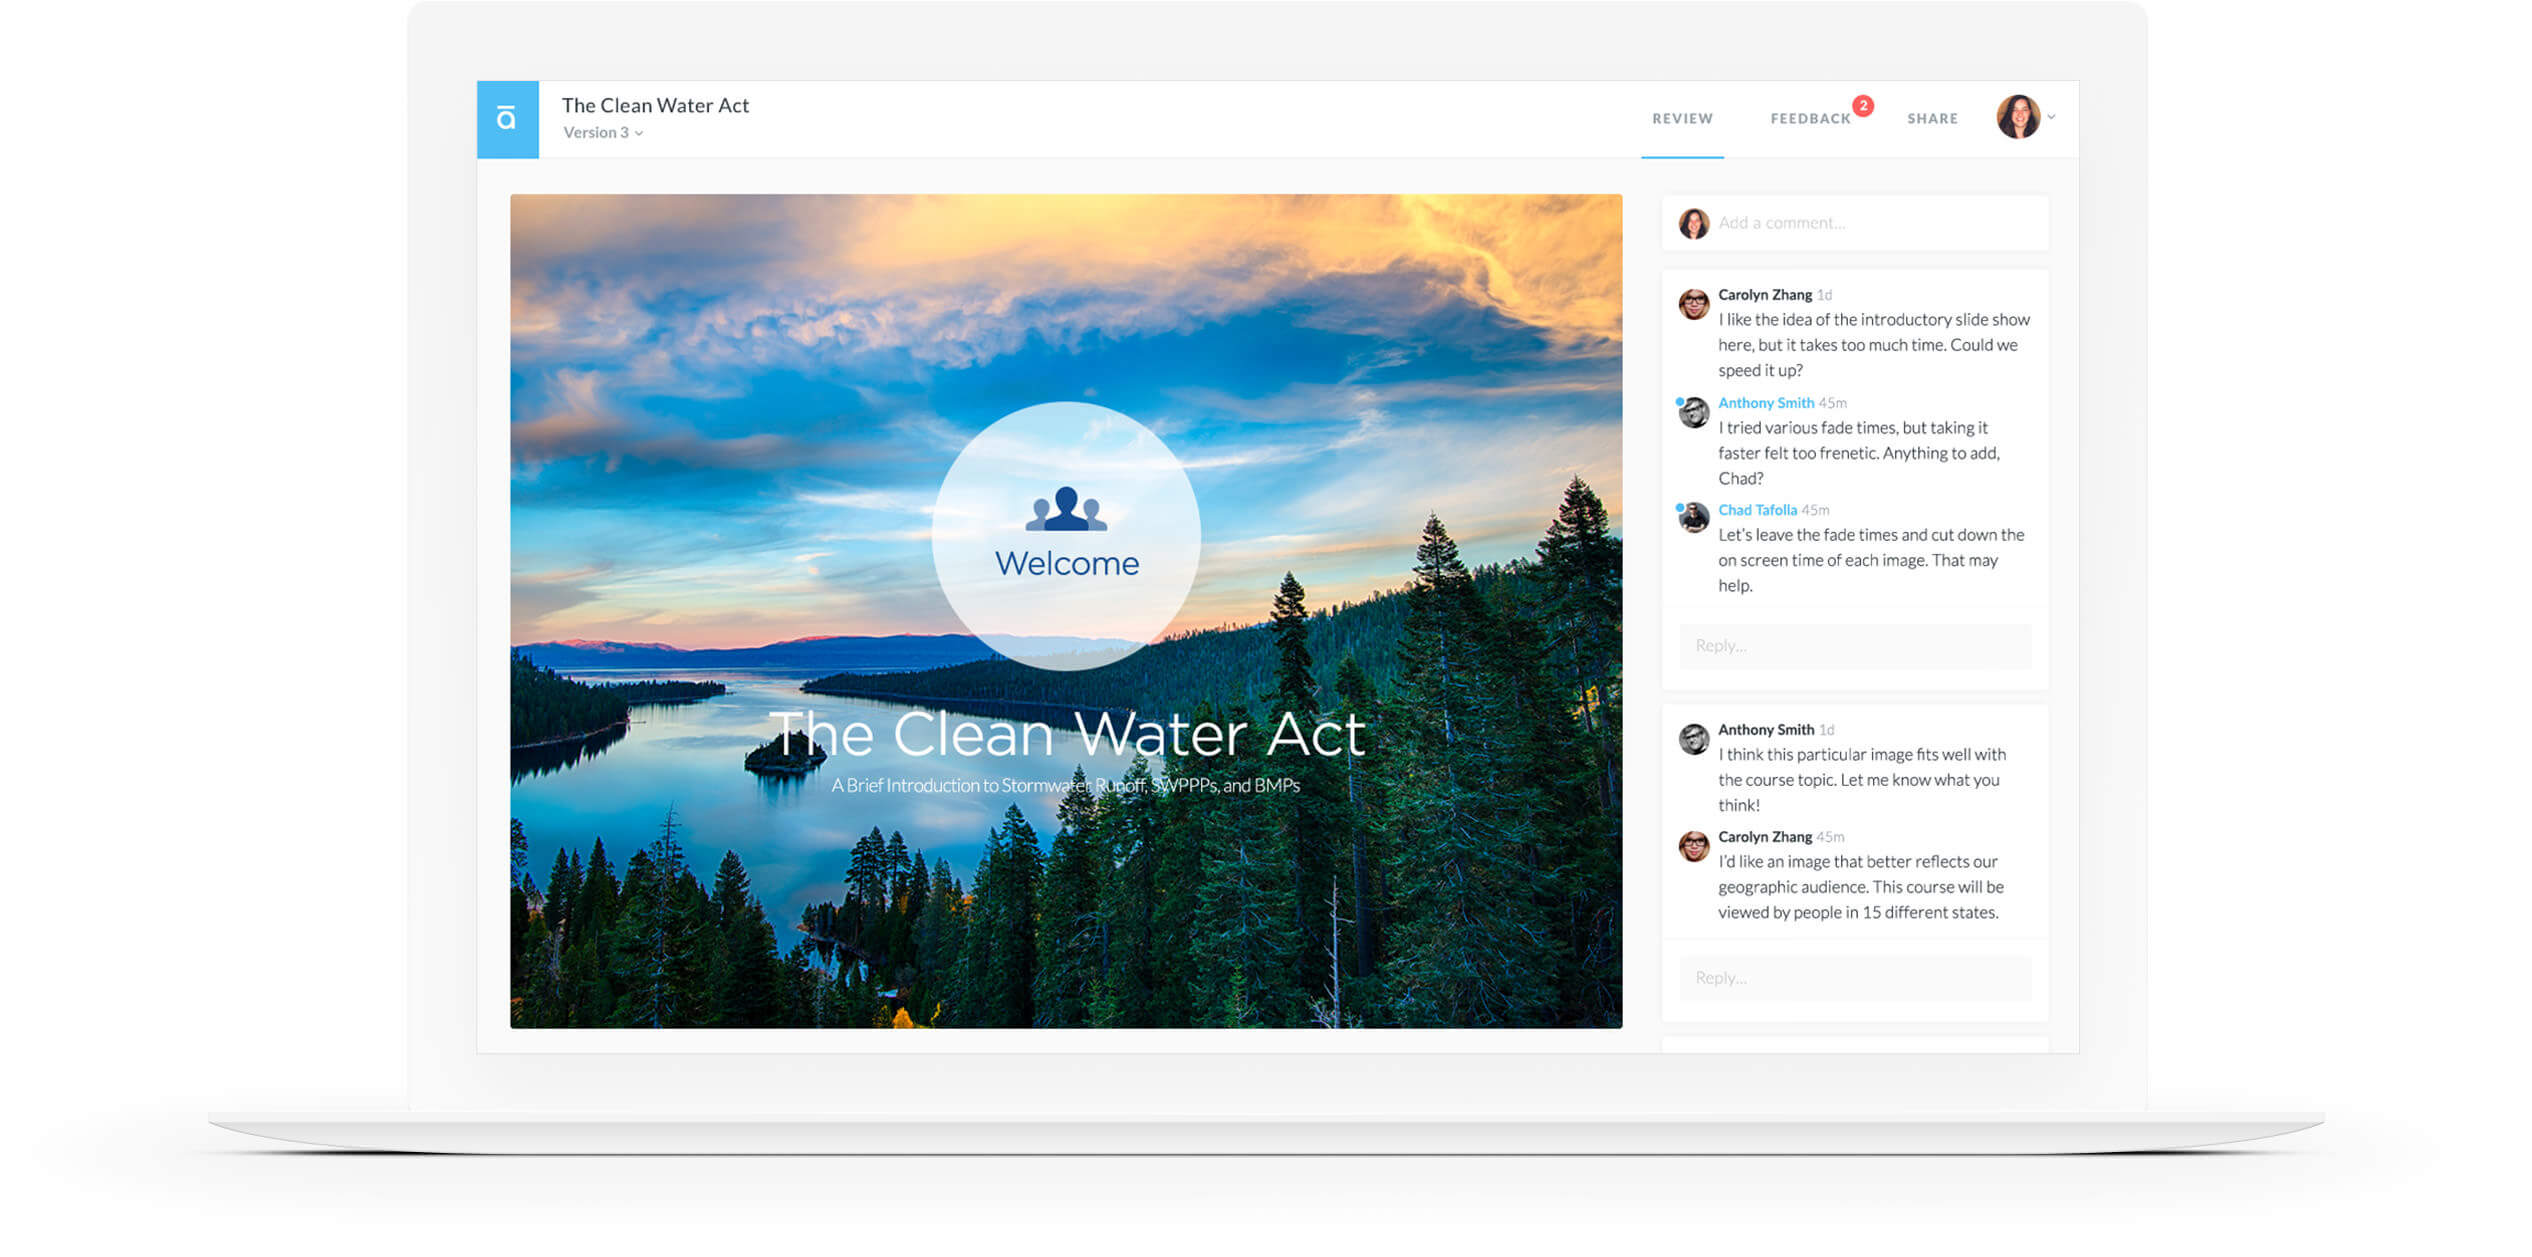 ā
The Clean Water Act
Version 3
REVIEW
FEEDBACK
2
SHARE
Welcome
The Clean Water Act
A Brief Introduction to Stormwater Runoff, SWPPPs, and BMPs
Add a comment...
Carolyn Zhang 1d
I like the idea of the introductory slide show
here, but it takes too much time. Could we
speed it up?
Anthony Smith 45m
I tried various fade times, but taking it
faster felt too frenetic. Anything to add,
Chad?
Chad Tafolla 45m
Let's leave the fade times and cut down the
on screen time of each image. That may
help.
Reply...
Anthony Smith 1d
I think this particular image fits well with
the course topic. Let me know what you
think!
Carolyn Zhang 45m
I'd like an image that better reflects our
geographic audience. This course will be
viewed by people in 15 different states.
Reply...